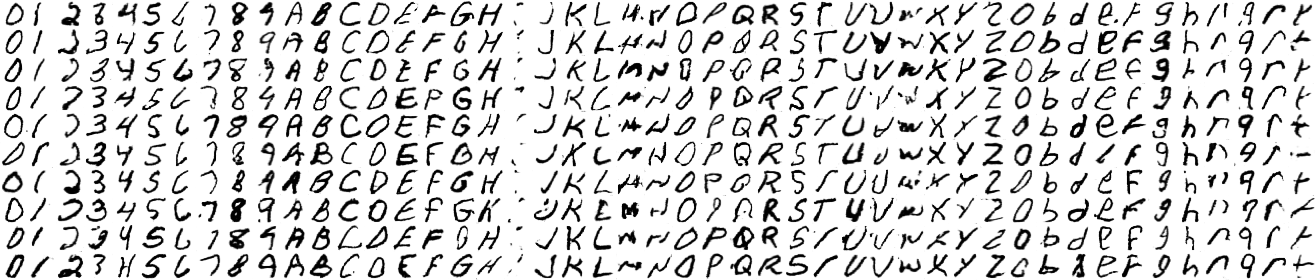 0 1 2 3 4 5 6 7 8 9 A B C D E F G H J K L M N O P Q R S T U V W X Y Z O b d e F g h n q r t
0 1 2 3 4 5 6 7 8 9 A B C D E F G H J K L M N O P Q R S T U V W X Y Z O b d e F g h n q r t
0 1 2 3 4 5 6 7 8 9 A B C D E F G H J K L M N O P Q R S T U V W X Y Z O b d e F g h n q r t
0 1 2 3 4 5 6 7 8 9 A B C D E P G H J K L M N O P Q R S T U V W X Y Z O b d e F g h n q r t
0 1 2 3 4 5 6 7 8 9 A B C D E F G H J K L M N O P Q R S T U V W X Y Z O b d e F g h n q r t
0 1 2 3 4 5 6 7 8 9 A B C D E F G H J K L M N O P Q R S T U V W X Y Z O b d e F g h n q r
0 1 2 3 4 5 6 7 8 9 A B C D E F G H J K L M N O P Q R S T U V W X Y Z O b d e F g h n q r t
0 1 2 3 4 5 6 7 8 9 A B C D E F G K J K L M N O P Q R S T U V W X Y Z O b d e F g h n q r t
0 1 2 3 4 5 6 7 8 9 A B C D E F G H J K L M N O P Q R S T U V W X Y Z O b d e F g h n q r t
0 1 2 3 H 5 6 7 8 9 A B C D E F G H J K L M N O P Q R S T U V W X Y Z O b d e F g h n q r t